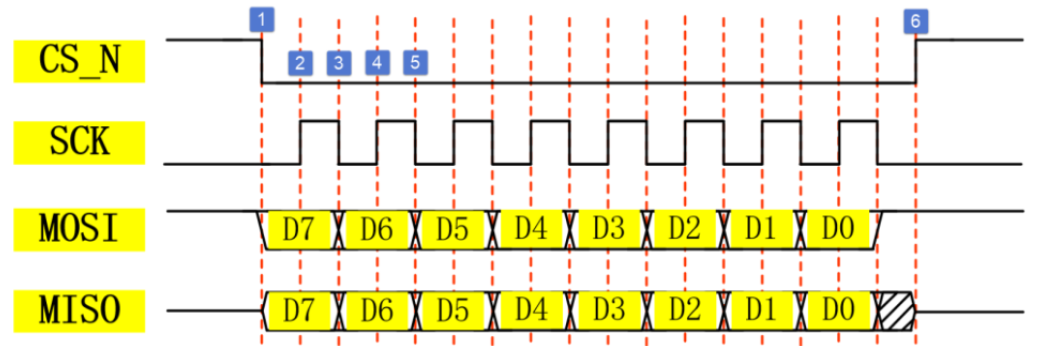 1 6
CS_N 2 3 4 5
SCK
MOSI D7 D6 D5 D4 D3 D2 D1 D0
MISO D7 D6 D5 D4 D3 D2 D1 D0